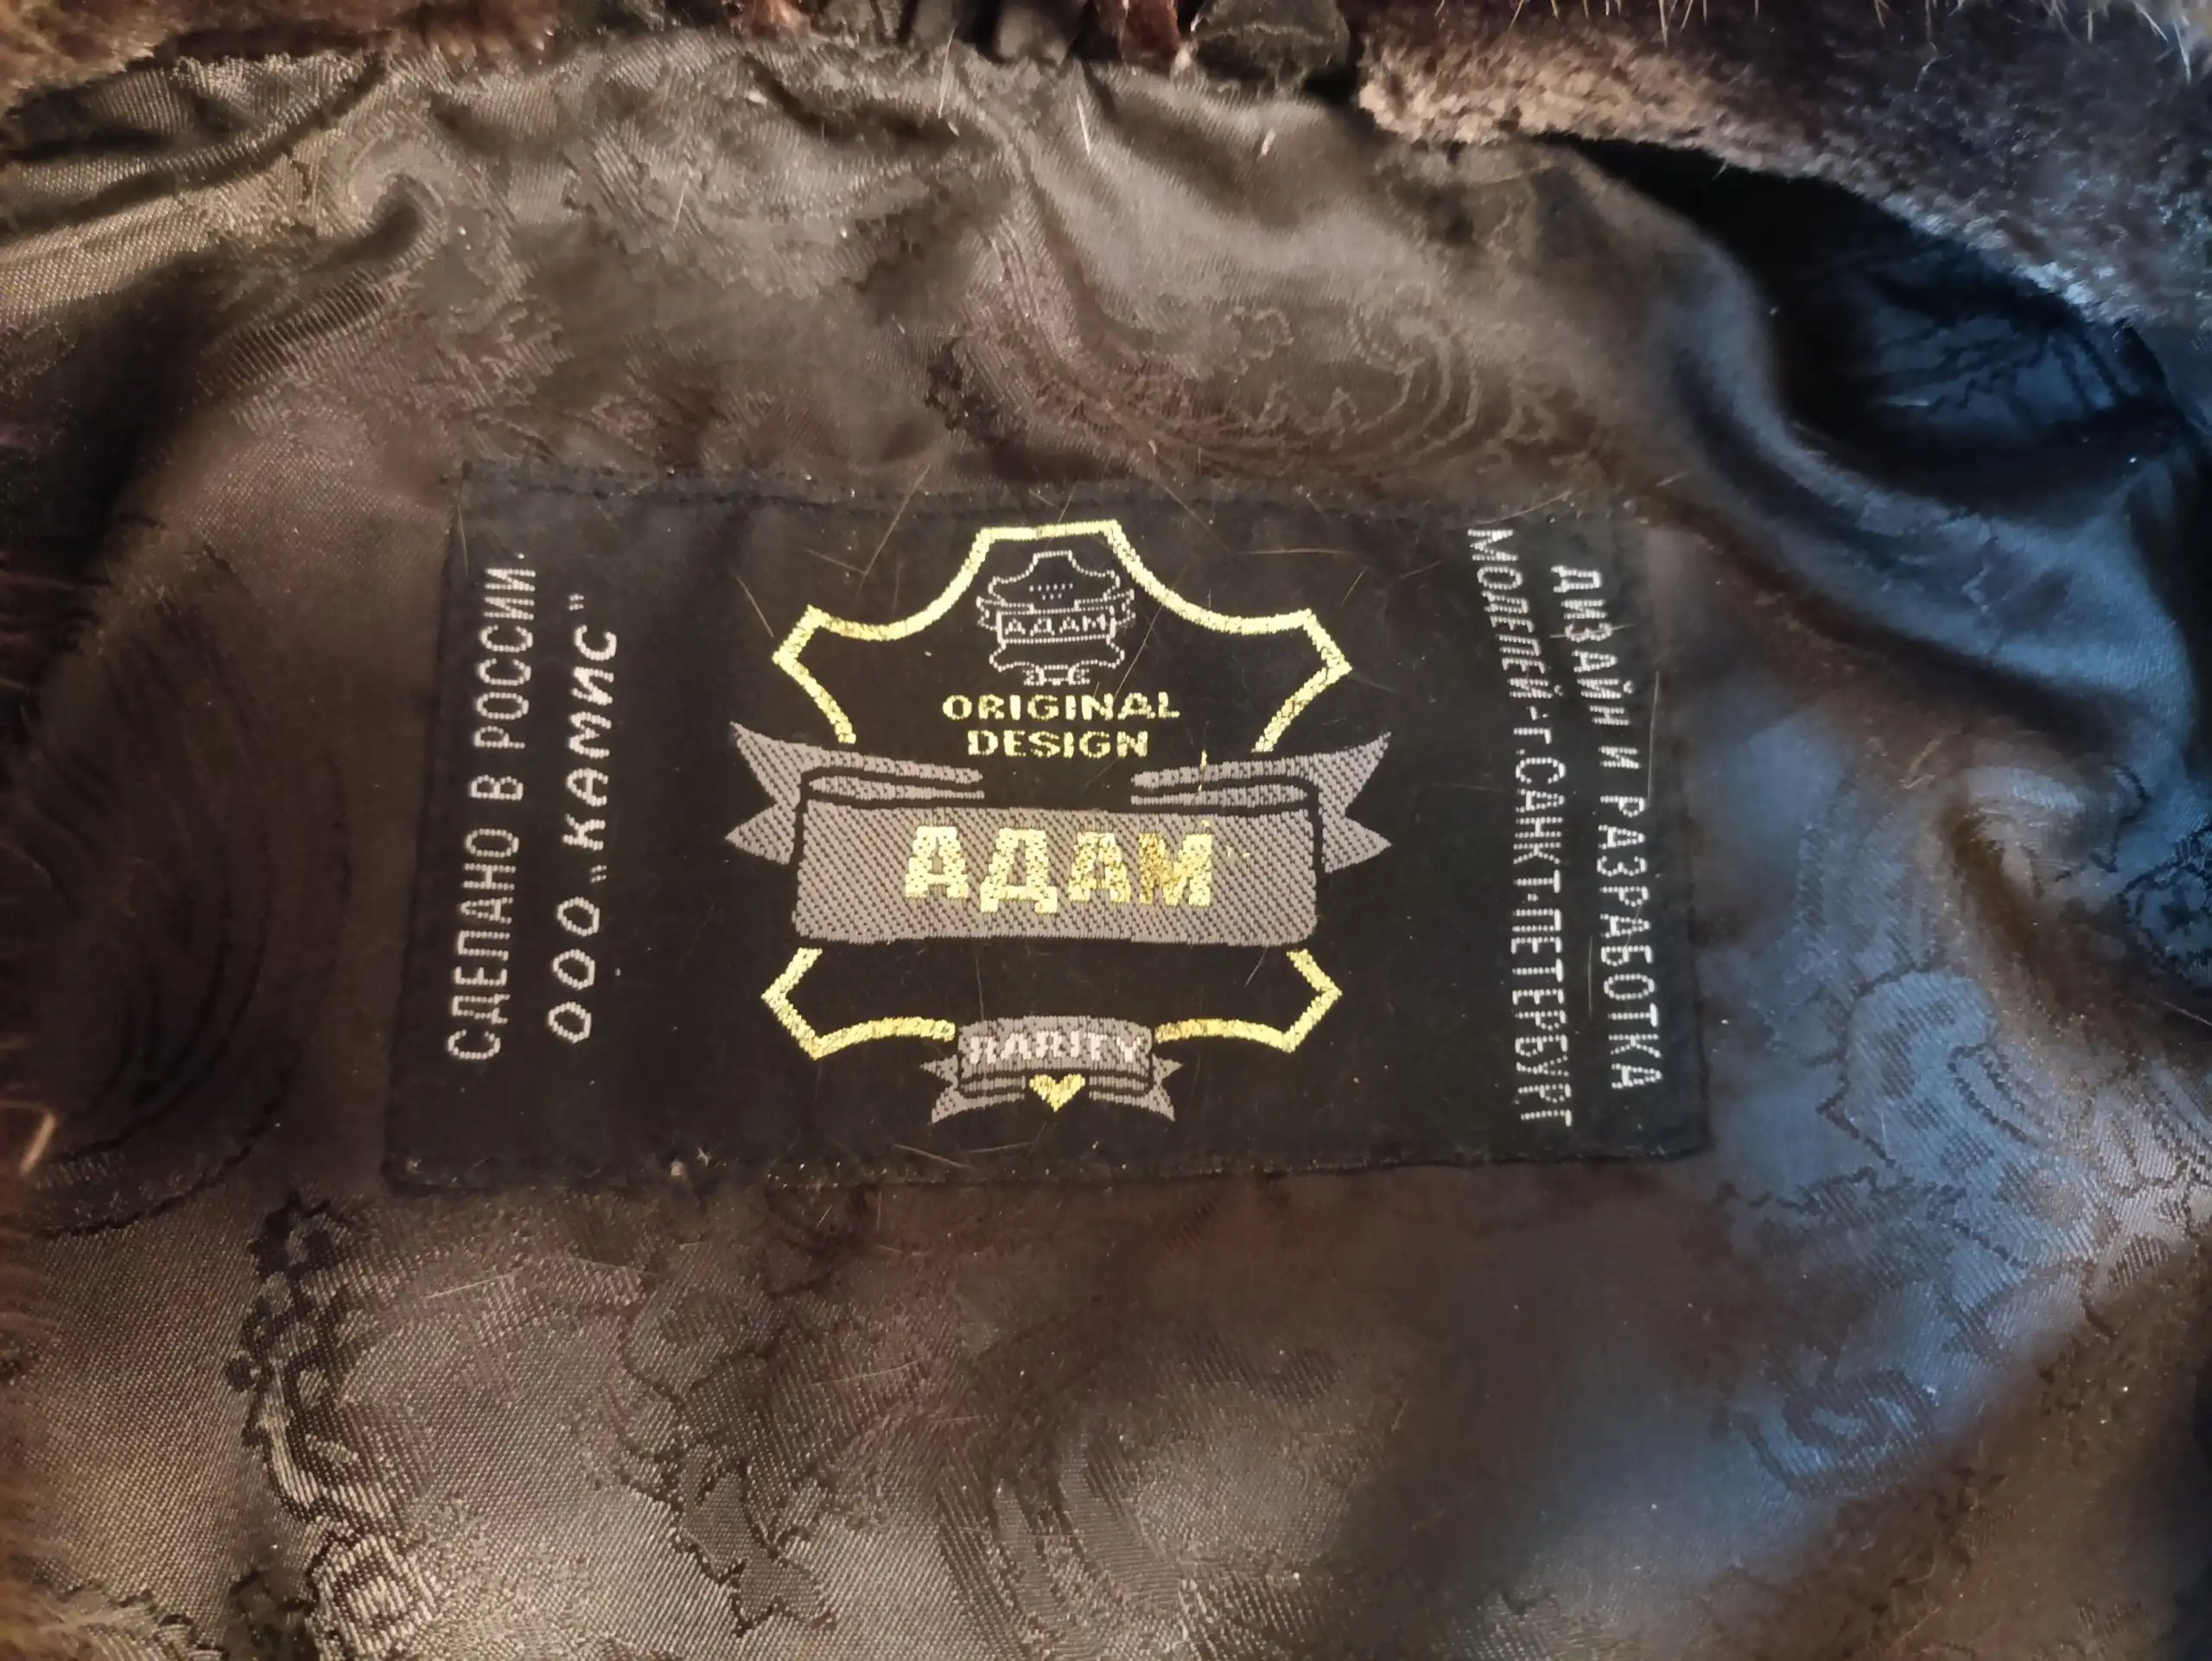 СДЕЛАНО В РОССИИ
ООО „КАМИС"
АДАМ
ORIGINAL
DESIGN
АДАМ
RARITY
ДИЗАЙН И РАЗРАБОТКА
МОДЕЛЕЙ-г.САНКТ-ПЕТЕРБУРГ